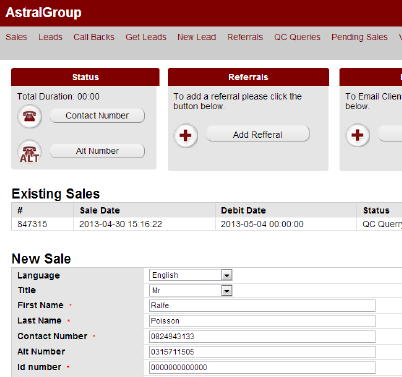 AstralGroup
Sales Leads Call Backs Get Leads New Lead Referrals QC Queries Pending Sales
Status
Total Duration: 00:00
Contact Number
ALT
Alt Number
Referrals
To add a referral please click the
button below.
Add Refferal
To Email Clien
below.
Existing Sales
# Sale Date Debit Date Status
847315 2013-04-30 15:16:22 2013-05-04 00:00:00 QC Querry
New Sale
Language English
Title Mr
First Name * Ralfe
Last Name * Poisson
Contact Number * 0824943133
Alt Number 0315711505
Id number * 0000000000000